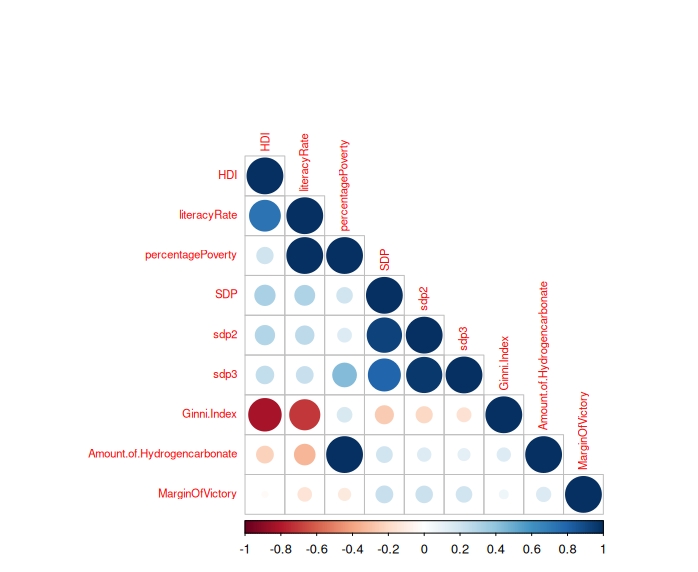 HDI
literacyRate
percentagePoverty
SDP
sdp2
sdp3
Ginni.Index
Amount.of.Hydrogencarbonate
MarginOfVictory
HDI
literacyRate
percentagePoverty
SDP
sdp2
sdp3
Ginni.Index
Amount.of.Hydrogencarbonate
MarginOfVictory
-1 -0.8 -0.6 -0.4 -0.2 0 0.2 0.4 0.6 0.8 1